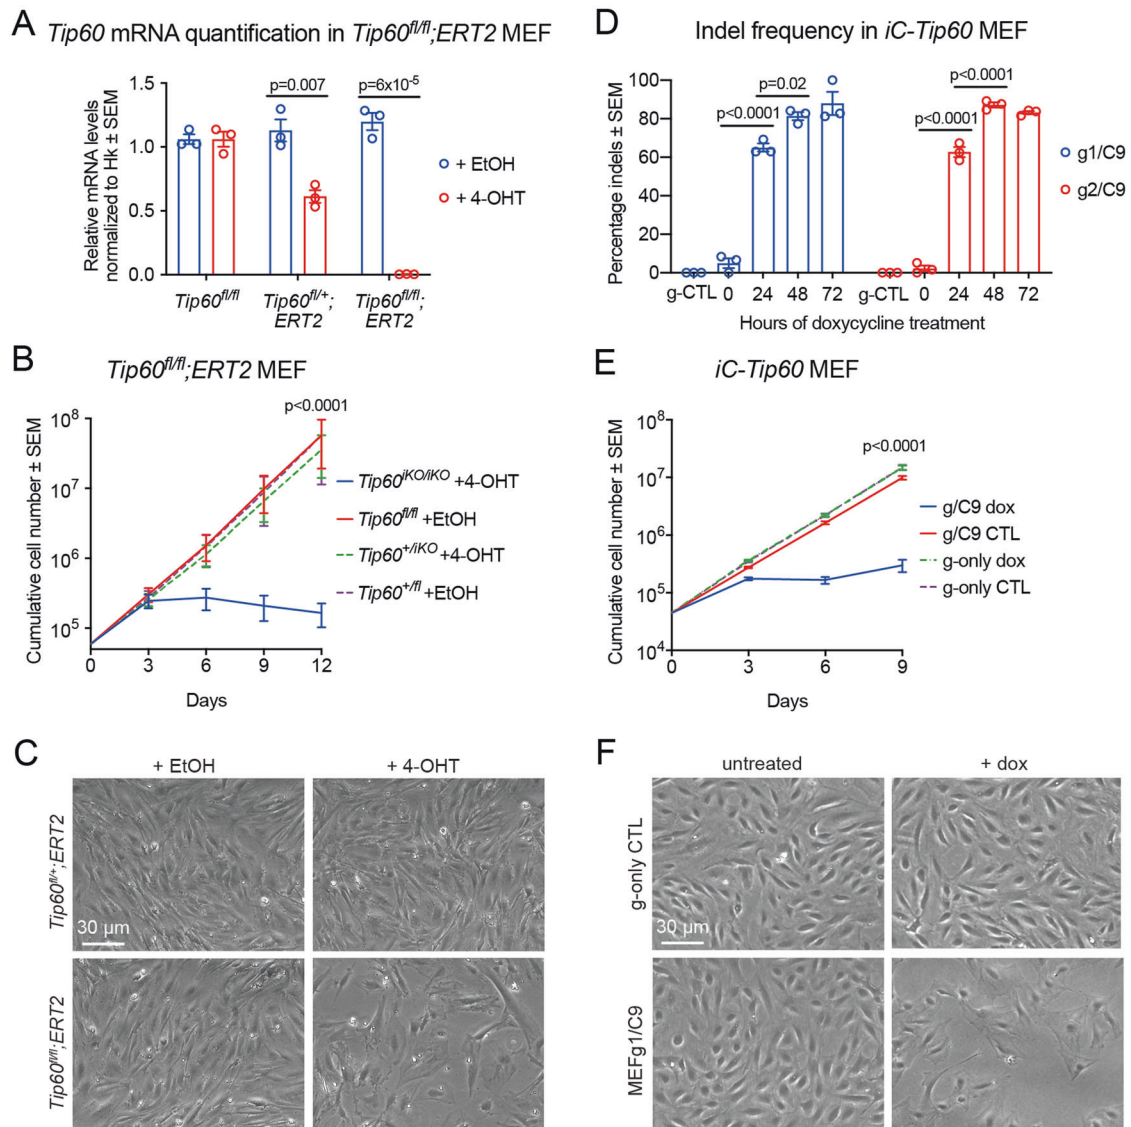 A
Tip60 mRNA quantification in Tip60fl/fl;ERT2 MEF
Relative mRNA levels
normalized to Hk ± SEM
1.5
1.0
0.5
0.0
p=0.007
p=6x10-5
+ EtOH
+ 4-OHT
Tip60fl/fl
Tip60fl/+;
ERT2
Tip60fl/fl;
ERT2
B
Tip60fl/fl;ERT2 MEF
Cumulative cell number ± SEM
108
107
106
105
p<0.0001
Tip60iKO/iKO +4-OHT
Tip60fl/fl +EtOH
Tip60+/iKO +4-OHT
Tip60+/fl +EtOH
0 3 6 9 12
Days
C
+ EtOH
+ 4-OHT
Tip60fl/+;ERT2
30 µm
Tip60fl/fl;ERT2
D
Indel frequency in iC-Tip60 MEF
Percentage indels ± SEM
100
80
60
40
20
0
p<0.0001
p=0.02
p<0.0001
p<0.0001
g1/C9
g2/C9
g-CTL 0 24 48 72 g-CTL 0 24 48 72
Hours of doxycycline treatment
E
iC-Tip60 MEF
Cumulative cell number ± SEM
108
107
106
105
104
p<0.0001
g/C9 dox
g/C9 CTL
g-only dox
g-only CTL
0 3 6 9
Days
F
untreated
+ dox
g-only CTL
30 µm
MEFg1/C9